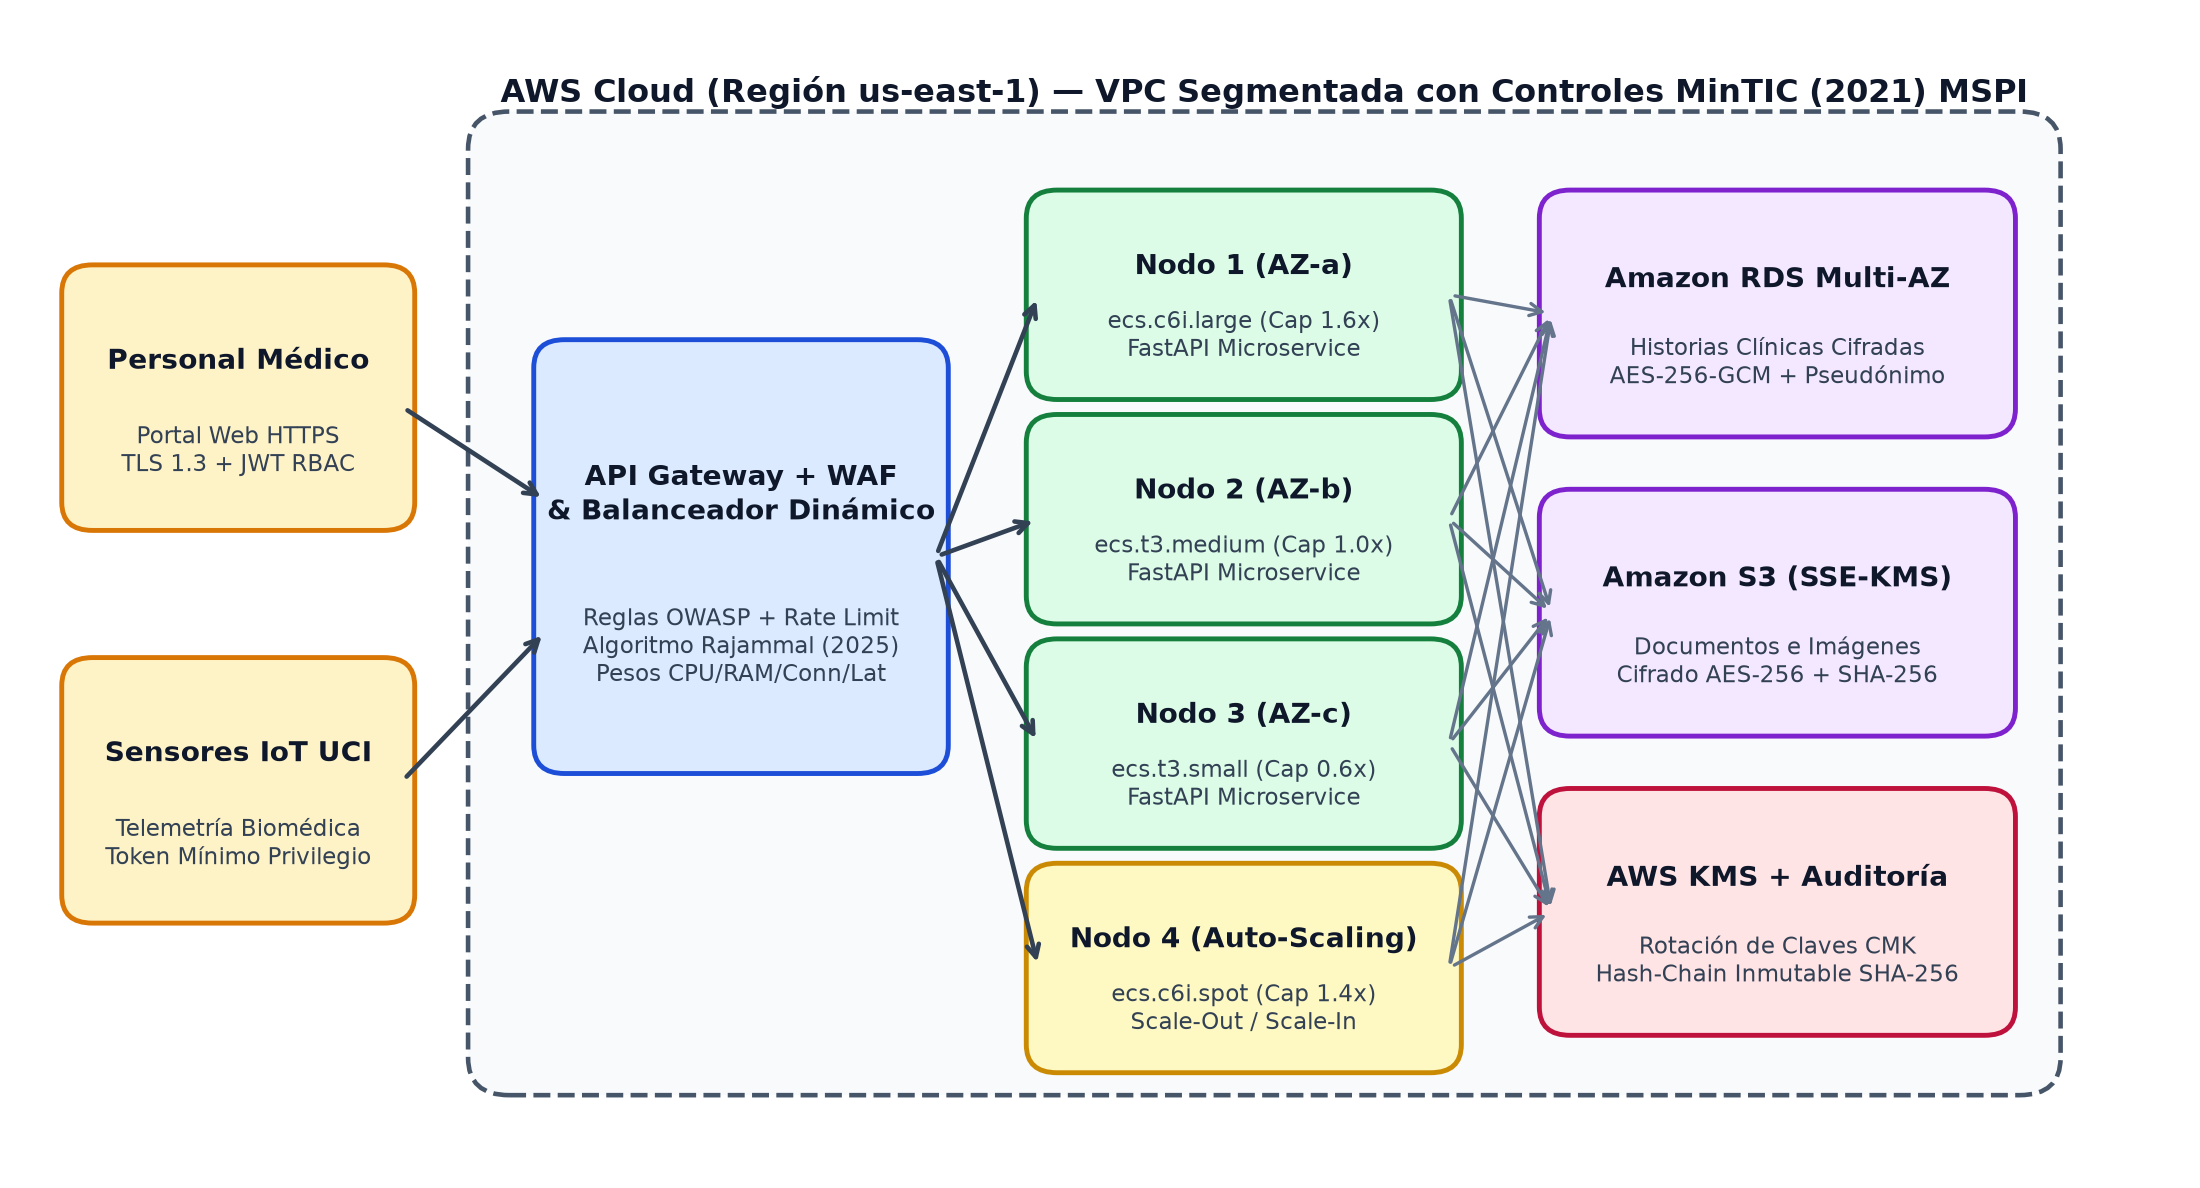 AWS Cloud (Región us-east-1) — VPC Segmentada con Controles MinTIC (2021) MSPI
Personal Médico
Portal Web HTTPS
TLS 1.3 + JWT RBAC
Sensores IoT UCI
Telemetría Biomédica
Token Mínimo Privilegio
API Gateway + WAF
& Balanceador Dinámico
Reglas OWASP + Rate Limit
Algoritmo Rajammal (2025)
Pesos CPU/RAM/Conn/Lat
Nodo 1 (AZ-a)
ecs.c6i.large (Cap 1.6x)
FastAPI Microservice
Nodo 2 (AZ-b)
ecs.t3.medium (Cap 1.0x)
FastAPI Microservice
Nodo 3 (AZ-c)
ecs.t3.small (Cap 0.6x)
FastAPI Microservice
Nodo 4 (Auto-Scaling)
ecs.c6i.spot (Cap 1.4x)
Scale-Out / Scale-In
Amazon RDS Multi-AZ
Historias Clínicas Cifradas
AES-256-GCM + Pseudónimo
Amazon S3 (SSE-KMS)
Documentos e Imágenes
Cifrado AES-256 + SHA-256
AWS KMS + Auditoría
Rotación de Claves CMK
Hash-Chain Inmutable SHA-256